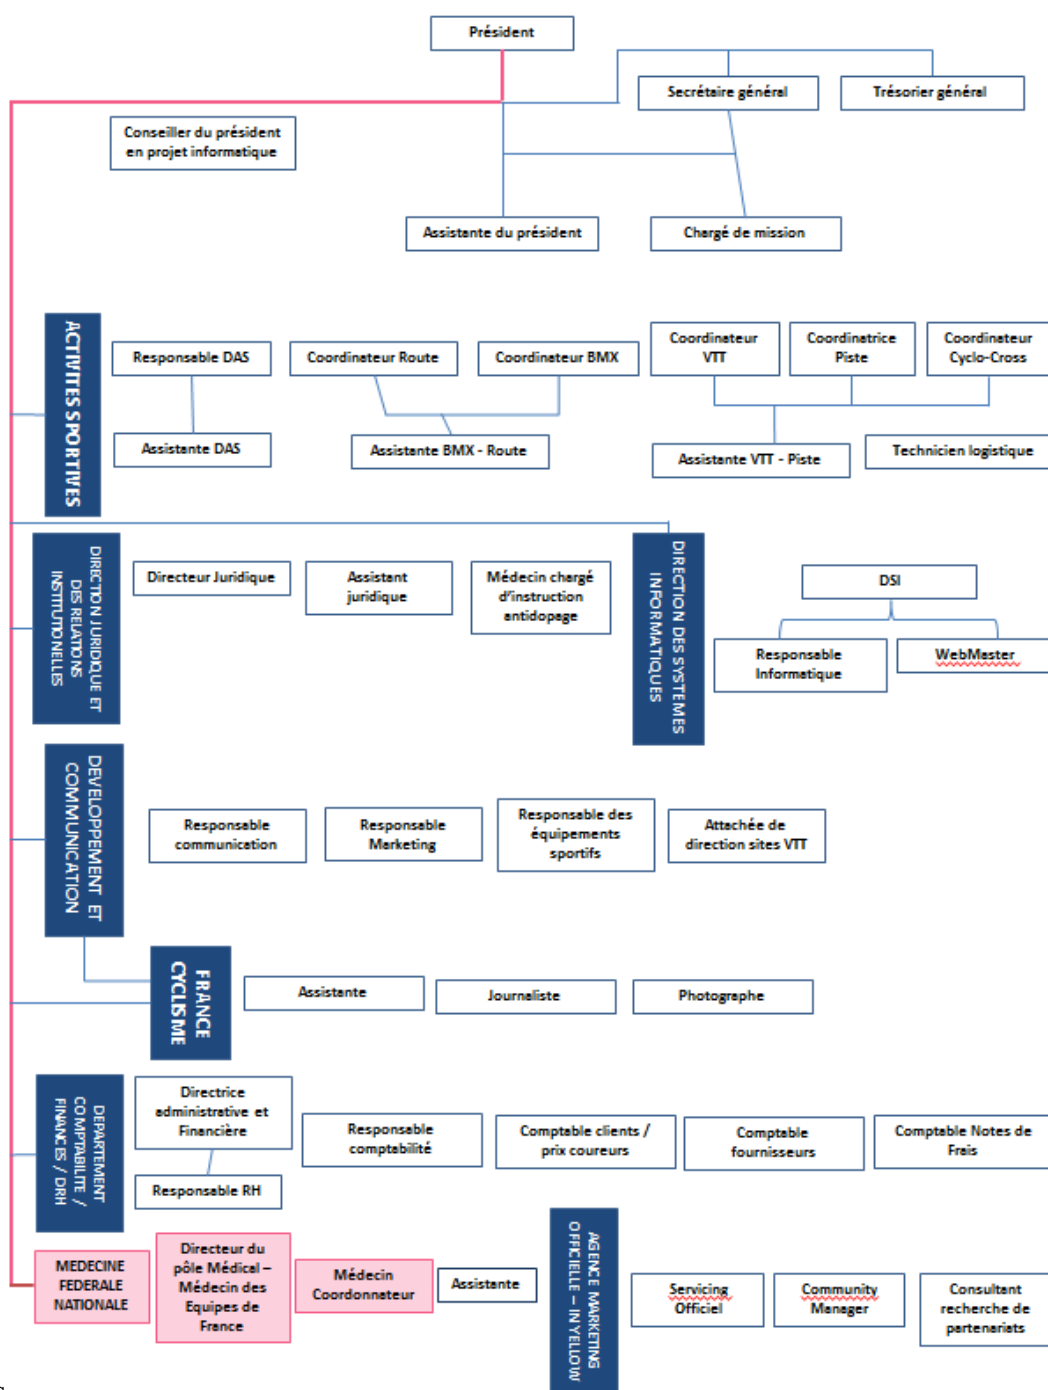 Président
Secrétaire général
Trésorier général
Conseiller du président
en projet informatique
Assistante du président
Chargé de mission
ACTIVITES SPORTIVES
Responsable DAS
Coordinateur Route
Coordinateur BMX
Coordinateur
VTT
Coordinatrice
Piste
Coordinateur
Cyclo-Cross
Assistante DAS
Assistante BMX - Route
Assistante VTT - Piste
Technicien logistique
DIRECTION JURIDIQUE ET
DES RELATIONS
INSTITUTIONELLES
Directeur Juridique
Assistant
juridique
Médecin chargé
d'instruction
antidopage
DIRECTION DES SYSTEMES
INFORMATIQUES
DSI
Responsable
Informatique
WebMaster
DEVELOPPEMENT ET
COMMUNICATION
Responsable
communication
Responsable
Marketing
Responsable des
équipements
sportifs
Attachée de
direction sites VTT
FRANCE
CYCLISME
Assistante
Journaliste
Photographe
DEPARTEMENT
COMPTABILITE /
FINANCES / DRH
Directrice
administrative et
Financière
Responsable
comptabilité
Comptable clients /
prix coureurs
Comptable
fournisseurs
Comptable Notes de
Frais
Responsable RH
MEDECINE
FEDERALE
NATIONALE
Directeur du
pôle Médical –
Médecin des
Equipes de
France
Médecin
Coordonnateur
Assistante
AGENCE MARKETING
OFFICIELLE – IN YELLOW
Servicing
Officiel
Community
Manager
Consultant
recherche de
partenariats